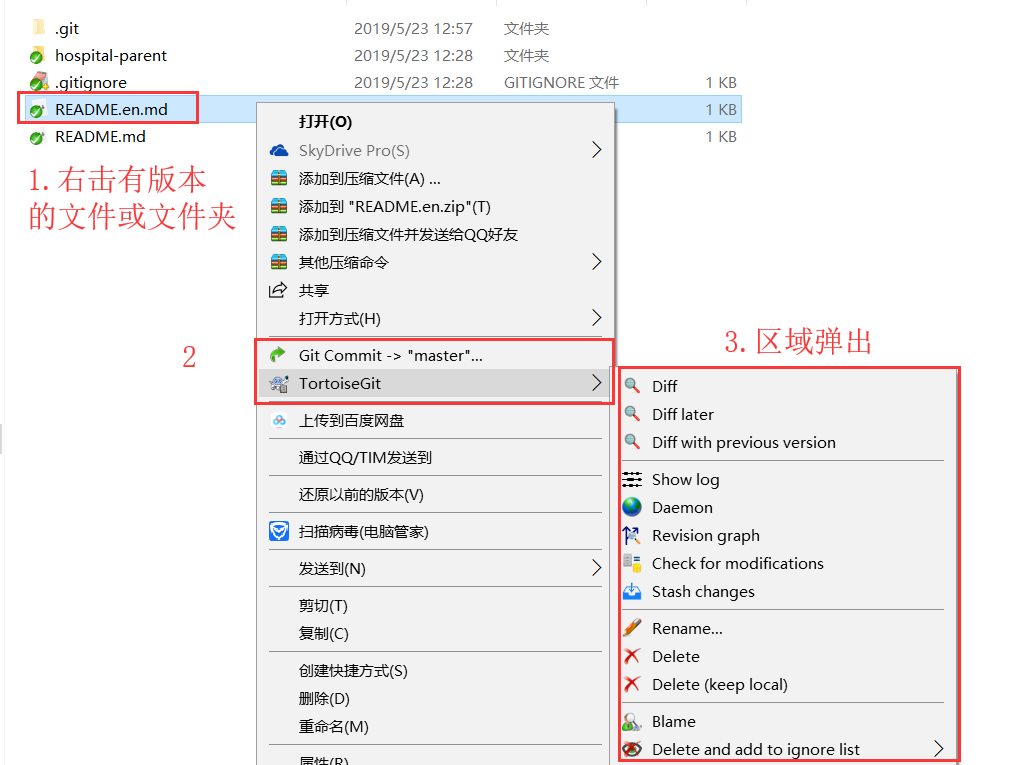 .git 2019/5/23 12:57 文件夹
hospital-parent 2019/5/23 12:28 文件夹
.gitignore 2019/5/23 12:28 GITIGNORE 文件 1 KB
README.en.md 1 KB
README.md 1 KB
1.右击有版本
的文件或文件夹
2
3.区域弹出
打开(O)
SkyDrive Pro(S)
添加到压缩文件(A) ...
添加到 "README.en.zip"(T)
添加到压缩文件并发送给QQ好友
其他压缩命令
共享
打开方式(H)
Git Commit -> "master"...
TortoiseGit
上传到百度网盘
通过QQ/TIM发送到
还原以前的版本(V)
扫描病毒(电脑管家)
发送到(N)
剪切(T)
复制(C)
创建快捷方式(S)
删除(D)
重命名(M)
属性(R)
Diff
Diff later
Diff with previous version
Show log
Daemon
Revision graph
Check for modifications
Stash changes
Rename...
Delete
Delete (keep local)
Blame
Delete and add to ignore list